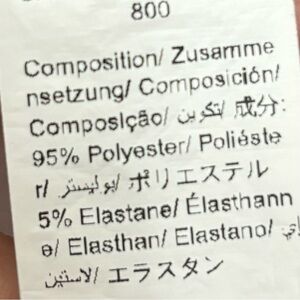 800
Composition/ Zusamme
nsetzung/ Composición/
Composição/ تكوين/ 成分:
95% Polyester/ Poliéste
r/ بوليستر/ ポリエステル
5% Elastane/ Élasthann
e/ Elasthan/ Elastano/
لاستين/ エラスタン